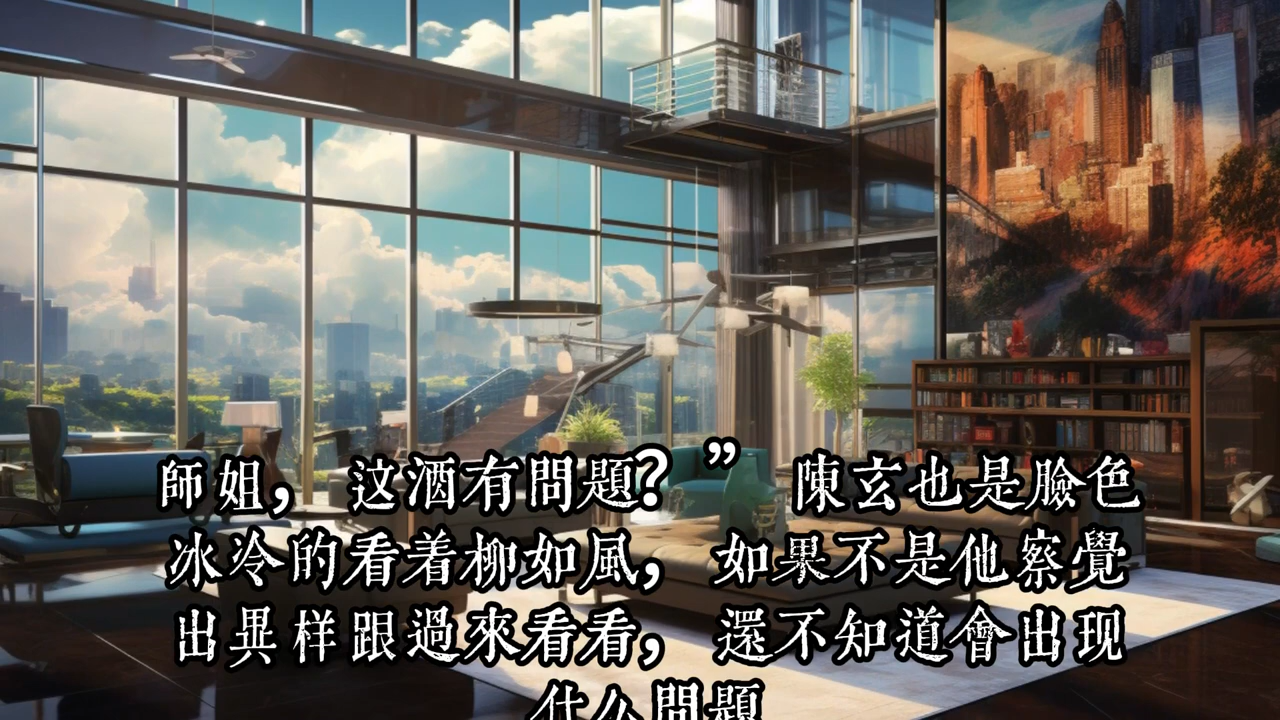 師姐，这酒有問題？” 陳玄也是臉色
冰冷的看着柳如風，如果不是他察覺
出異样跟過來看看，還不知道會出现
什么問題